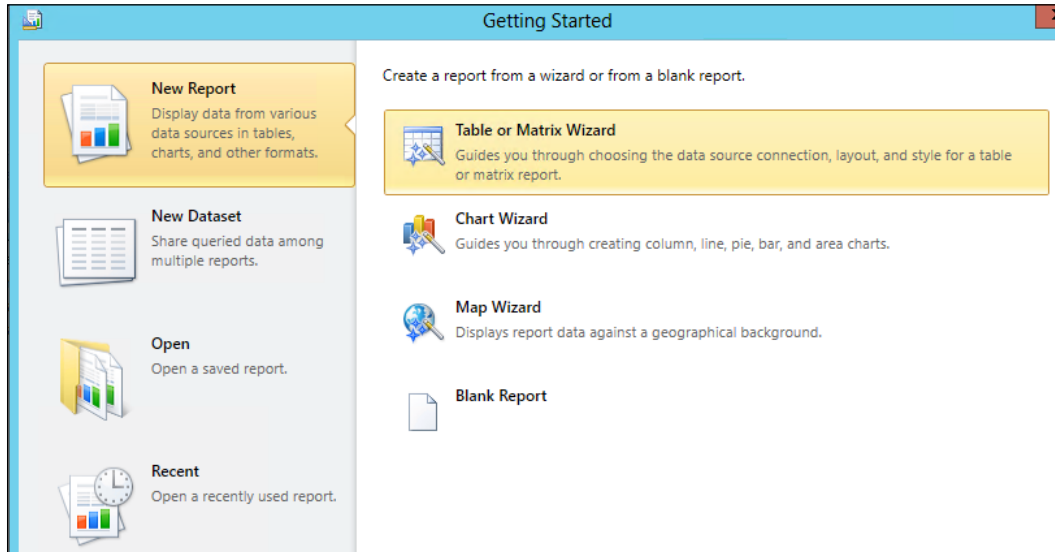 Getting Started
New Report
Display data from various
data sources in tables,
charts, and other formats.
New Dataset
Share queried data among
multiple reports.
Open
Open a saved report.
Recent
Open a recently used report.
Create a report from a wizard or from a blank report.
Table or Matrix Wizard
Guides you through choosing the data source connection, layout, and style for a table
or matrix report.
Chart Wizard
Guides you through creating column, line, pie, bar, and area charts.
Map Wizard
Displays report data against a geographical background.
Blank Report